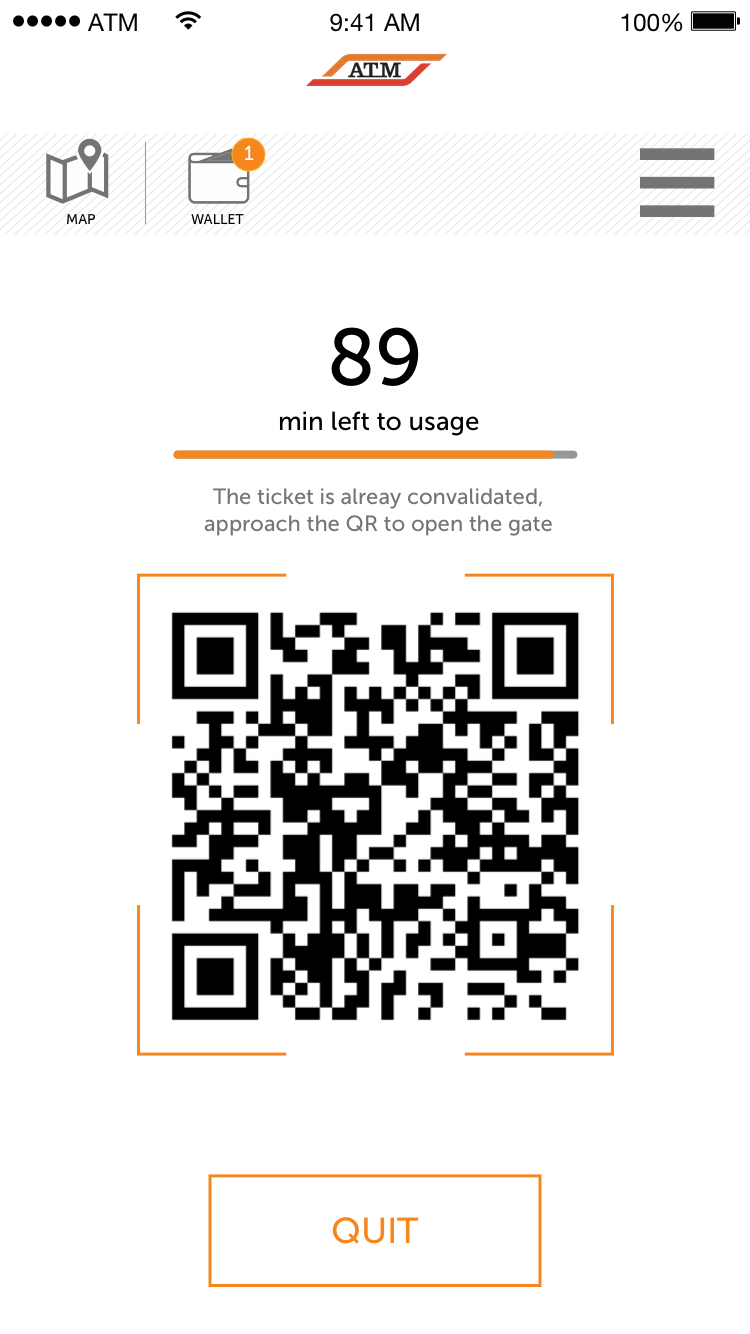 ATM
9:41 AM
100%
ATM
MAP
1
WALLET
89
min left to usage
The ticket is alreay convalidated,
approach the QR to open the gate
QUIT